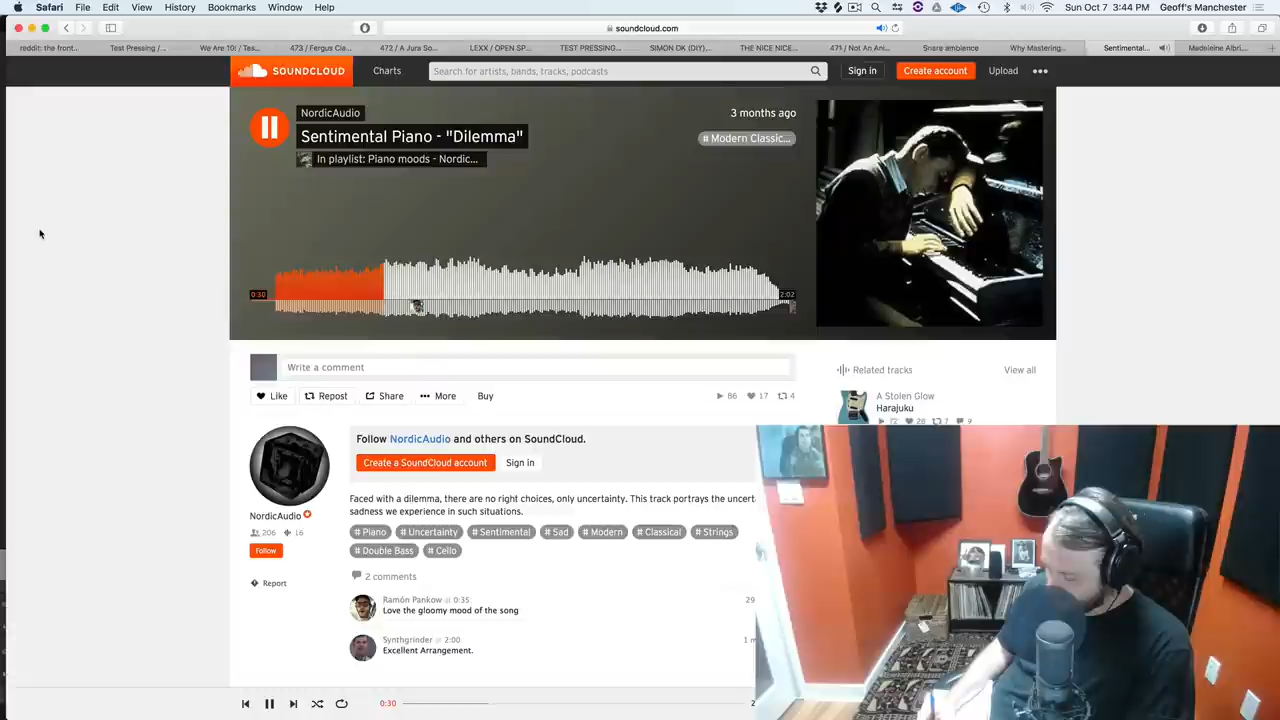 Safari File Edit View History Bookmarks Window Help Sun Oct 7 3:44 PM Geoff's Manchester
soundcloud.com
reddit: the front... Test Pressing /... We Are 10! / Tea... 473 / Fergus Cla... 472 / A Jura So... LEXX / OPEN SP... TEST PRESSING... SIMON DK (DIY)... THE NICE NICE... 471 / Not An Ani... Snare ambience Why Mastering... Sentimental... Madeleine Albri...
SOUNDCLOUD Charts Search for artists, bands, tracks, podcasts Sign in Create account Upload
NordicAudio 3 months ago
Sentimental Piano - "Dilemma" # Modern Classic...
In playlist: Piano moods - Nordic...
0:30 2:02
Write a comment
Related tracks View all
Like Repost Share More Buy 86 17 4
A Stolen Glow
Harajuku
72 28 7 9
Follow NordicAudio and others on SoundCloud.
Create a SoundCloud account Sign in
Faced with a dilemma, there are no right choices, only uncertainty. This track portrays the uncert
sadness we experience in such situations.
NordicAudio
206 16
Follow
Report
# Piano # Uncertainty # Sentimental # Sad # Modern # Classical # Strings
# Double Bass # Cello
2 comments
Ramón Pankow at 0:35 29
Love the gloomy mood of the song
Synthgrinder at 2:00 1 m
Excellent Arrangement.
0:30 2